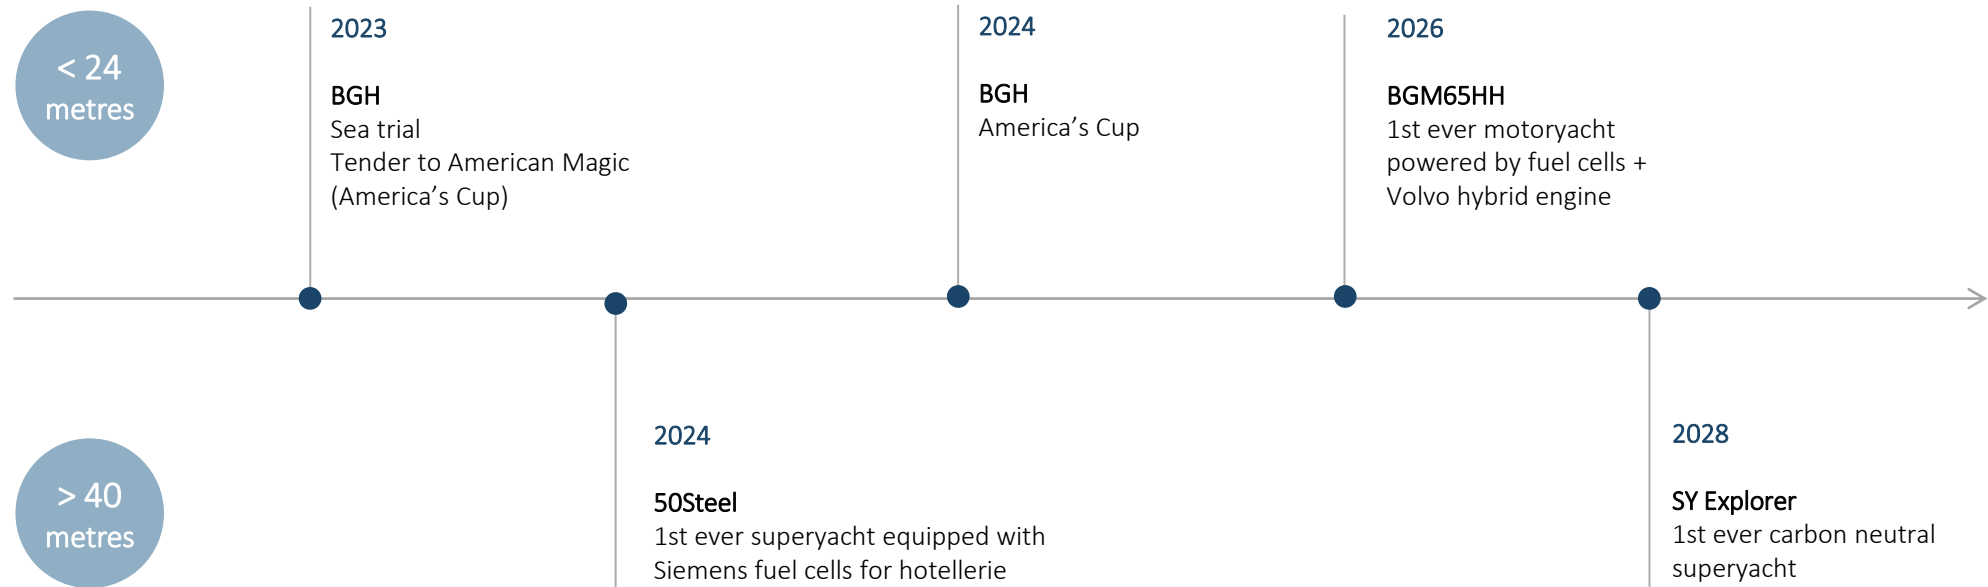 < 24
metres
2023
BGH
Sea trial
Tender to American Magic
(America’s Cup)
2024
BGH
America’s Cup
2026
BGM65HH
1st ever motoryacht
powered by fuel cells +
Volvo hybrid engine
> 40
metres
2024
50Steel
1st ever superyacht equipped with
Siemens fuel cells for hotellerie
2028
SY Explorer
1st ever carbon neutral
superyacht